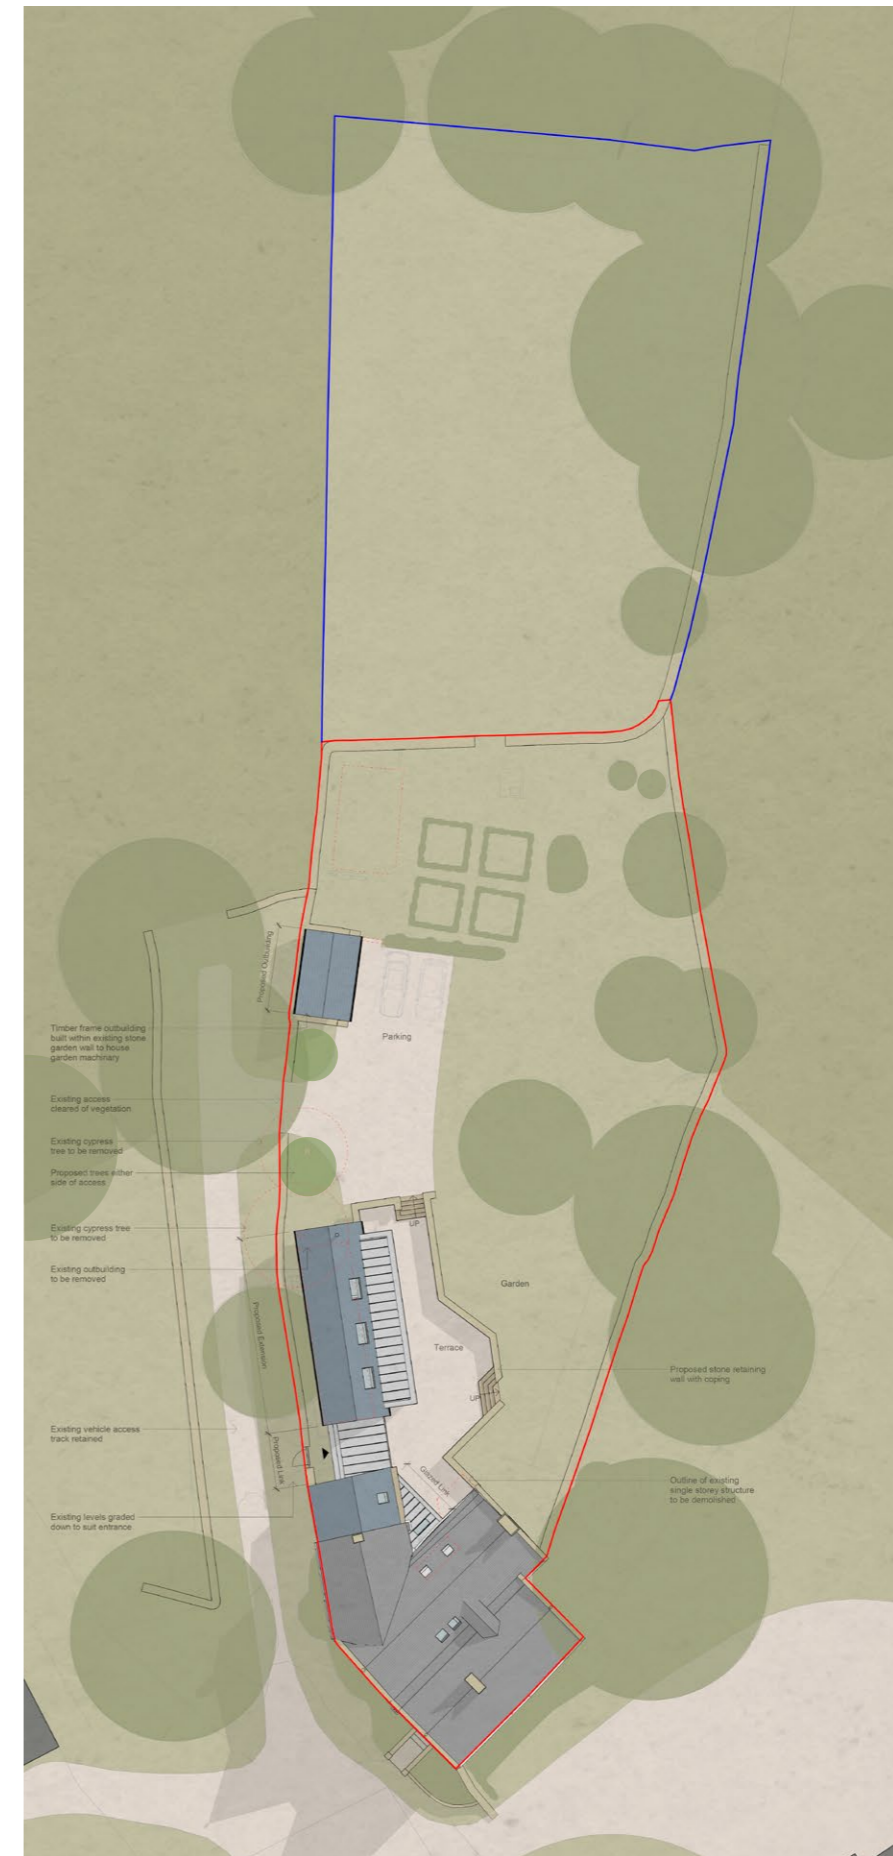 Proposed Outbuilding
Parking
Timber frame outbuilding
built within existing stone
garden wall to house
garden machinery
Existing access
cleared of vegetation
Existing cypress
tree to be removed
Proposed trees either
side of access
UP
Existing cypress tree
to be removed
Existing outbuilding
to be removed
Garden
Proposed Extension
Terrace
Proposed stone retaining
wall with coping
UP
Existing vehicle access
track retained
Proposed Link
Glazed Link
Outline of existing
single storey structure
to be demolished
Existing levels graded
down to suit entrance